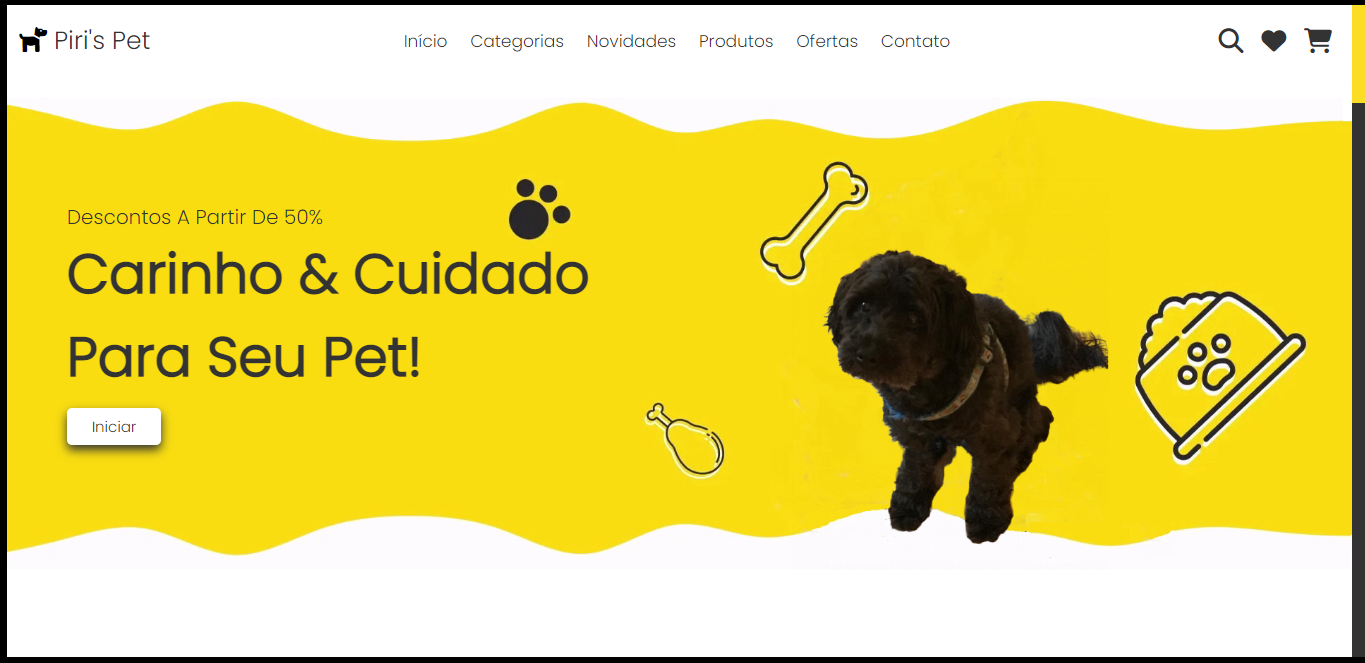 Piri's Pet
Início Categorias Novidades Produtos Ofertas Contato
Descontos A Partir De 50%
Carinho & Cuidado
Para Seu Pet!
Iniciar